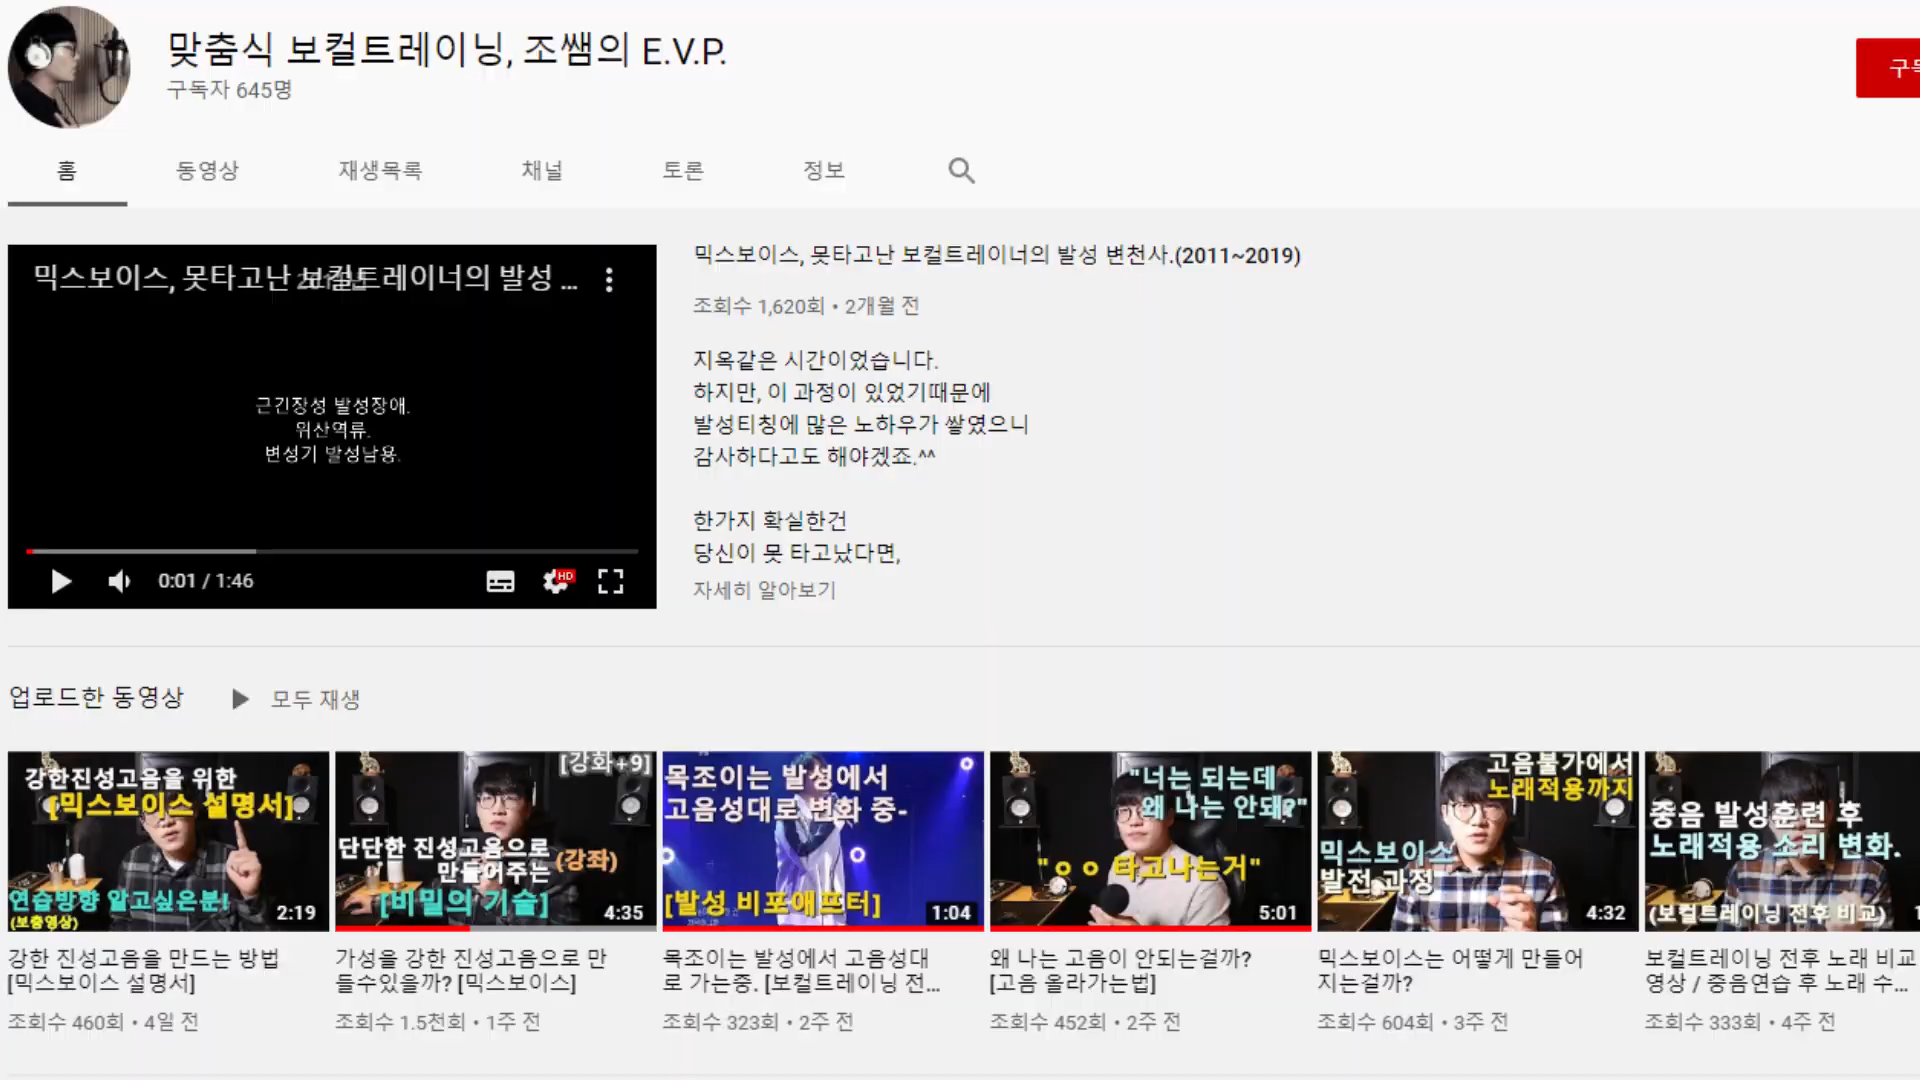 맞춤식 보컬트레이닝, 조쌤의 E.V.P.
구독자 645명
홈
동영상
재생목록
채널
토론
정보
믹스보이스, 못타고난 보컬트레이너의 발성 ...
근긴장성 발성장애.
위산역류.
변성기 발성남용.
0:01 / 1:46
HD
믹스보이스, 못타고난 보컬트레이너의 발성 변천사.(2011~2019)
조회수 1,620회 • 2개월 전
지옥같은 시간이었습니다.
하지만, 이 과정이 있었기때문에
발성티칭에 많은 노하우가 쌓였으니
감사하다고도 해야겠죠.^^
한가지 확실한건
당신이 못 타고났다면,
자세히 알아보기
업로드한 동영상
모두 재생
강한진성고음을 위한
[믹스보이스 설명서]
연습방향 알고싶은분!
(보충영상)
2:19
강한 진성고음을 만드는 방법
[믹스보이스 설명서]
조회수 460회 • 4일 전
[강화+9]
단단한 진성고음으로
만들어주는 (강좌)
[비밀의 기술]
4:35
가성을 강한 진성고음으로 만
들수있을까? [믹스보이스]
조회수 1.5천회 • 1주 전
목조이는 발성에서
고음성대로 변화 중-
[발성 비포애프터]
1:04
목조이는 발성에서 고음성대
로 가는중. [보컬트레이닝 전...
조회수 323회 • 2주 전
"너는 되는데
왜 나는 안돼?"
"ㅇㅇ 타고나는거"
5:01
왜 나는 고음이 안되는걸까?
[고음 올라가는법]
조회수 452회 • 2주 전
고음불가에서
노래적용까지
믹스보이스
발전 과정
4:32
믹스보이스는 어떻게 만들어
지는걸까?
조회수 604회 • 3주 전
중음 발성훈련 후
노래적용 소리 변화.
(보컬트레이닝 전후 비교)
보컬트레이닝 전후 노래 비교
영상 / 중음연습 후 노래 수...
조회수 333회 • 4주 전